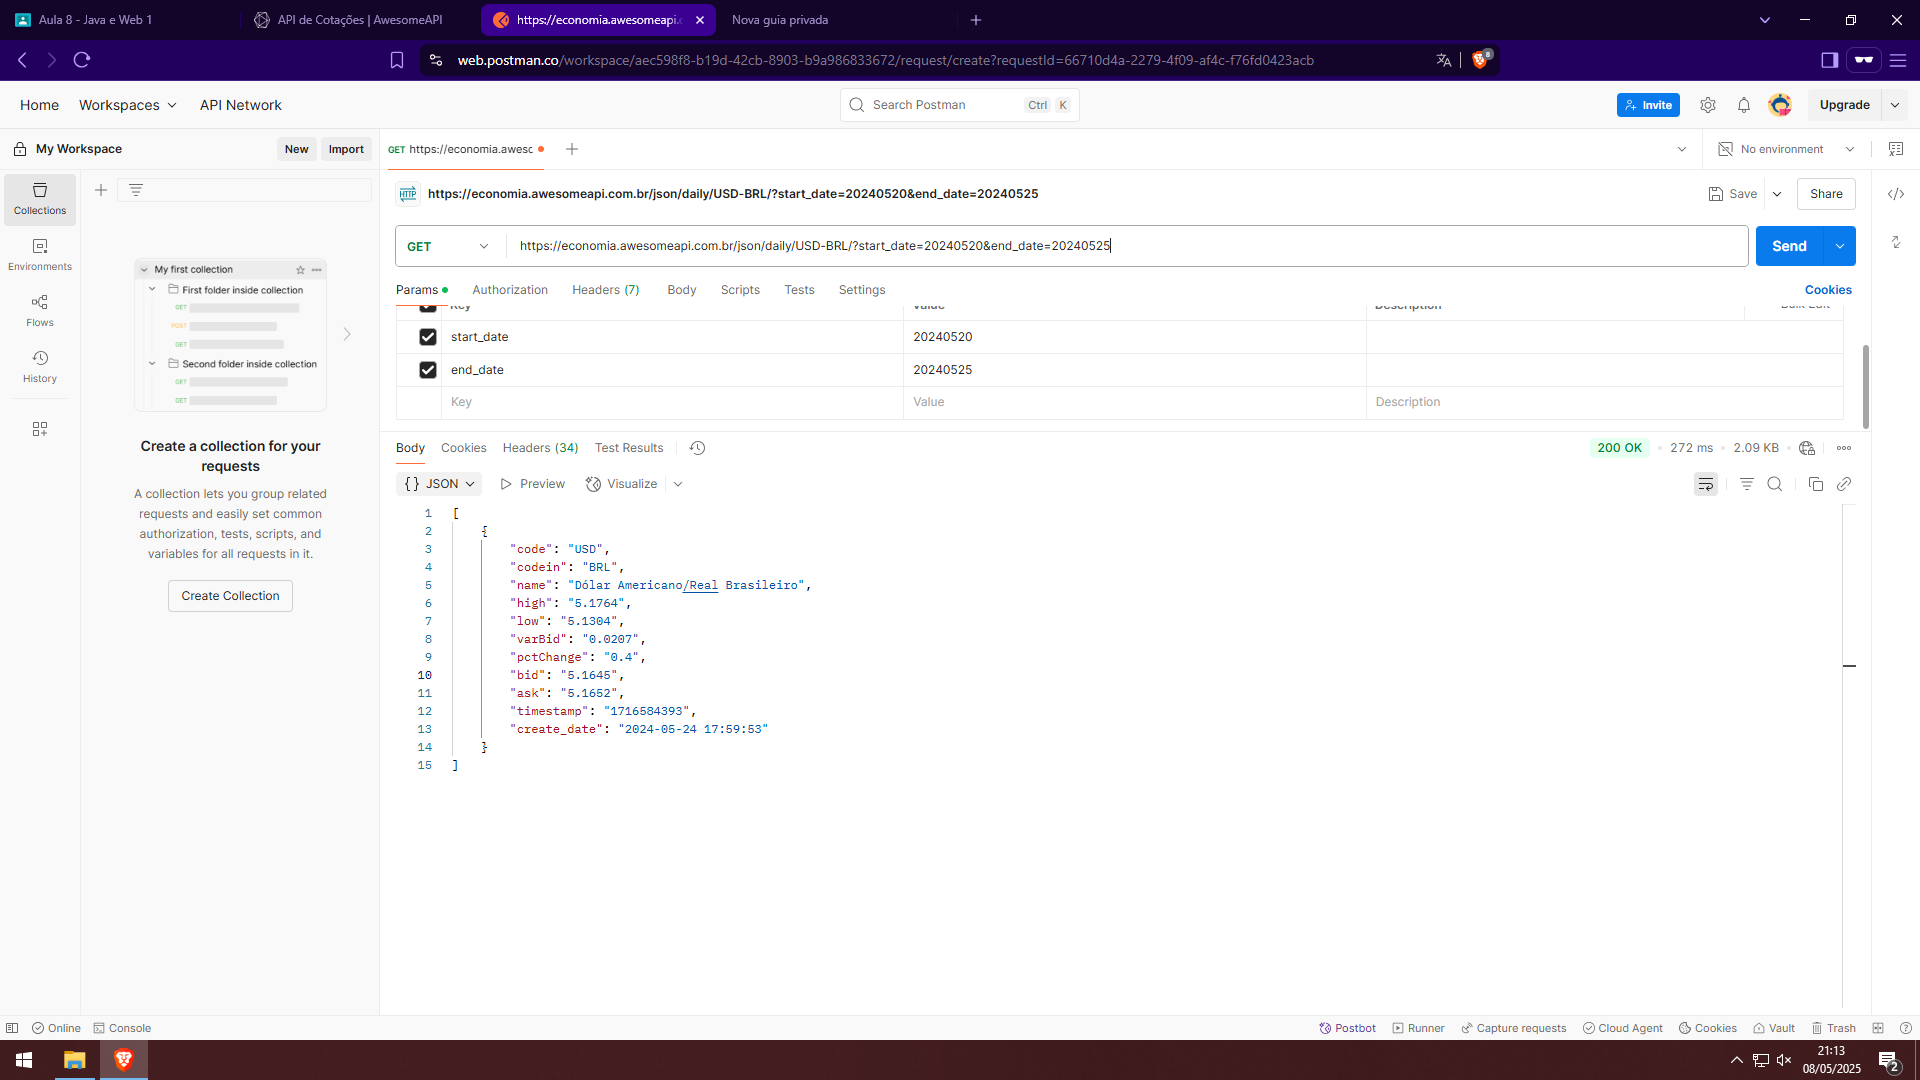 Aula 8 - Java e Web 1
API de Cotações | AwesomeAPI
https://economia.awesomeapi.c
Nova guia privada
web.postman.co/workspace/aec598f8-b19d-42cb-8903-b9a986833672/request/create?requestId=66710d4a-2279-4f09-af4c-f76fd0423acb
8
Home
Workspaces
API Network
Search Postman
Ctrl K
Invite
Upgrade
My Workspace
New
Import
GET https://economia.awesc
No environment
Collections
Environments
Flows
History
My first collection
First folder inside collection
GET
POST
GET
Second folder inside collection
GET
GET
Create a collection for your
requests
A collection lets you group related
requests and easily set common
authorization, tests, scripts, and
variables for all requests in it.
Create Collection
HTTP https://economia.awesomeapi.com.br/json/daily/USD-BRL/?start_date=20240520&end_date=20240525
Save
Share
GET https://economia.awesomeapi.com.br/json/daily/USD-BRL/?start_date=20240520&end_date=20240525
Send
Params
Authorization
Headers (7)
Body
Scripts
Tests
Settings
Cookies
Key Value Description Bulk Edit
start_date 20240520
end_date 20240525
Key Value Description
Body
Cookies
Headers (34)
Test Results
200 OK
272 ms
2.09 KB
{} JSON
Preview
Visualize
1 [
2 {
3 "code": "USD",
4 "codein": "BRL",
5 "name": "Dólar Americano/Real Brasileiro",
6 "high": "5.1764",
7 "low": "5.1304",
8 "varBid": "0.0207",
9 "pctChange": "0.4",
10 "bid": "5.1645",
11 "ask": "5.1652",
12 "timestamp": "1716584393",
13 "create_date": "2024-05-24 17:59:53"
14 }
15 ]
Online
Console
Postbot
Runner
Capture requests
Cloud Agent
Cookies
Vault
Trash
21:13
08/05/2025
2